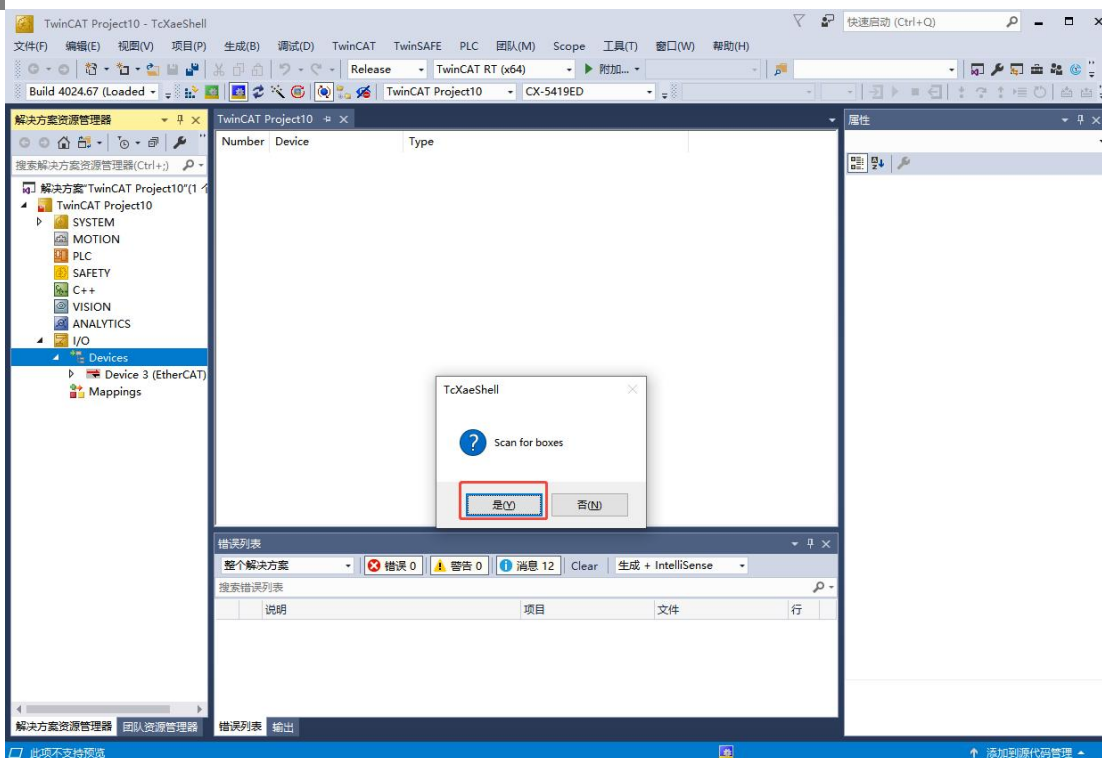 TwinCAT Project10 - TcXaeShell
快速启动 (Ctrl+Q)
文件(F) 编辑(E) 视图(V) 项目(P) 生成(B) 调试(D) TwinCAT TwinSAFE PLC 团队(M) Scope 工具(T) 窗口(W) 帮助(H)
Release TwinCAT RT (x64) 附加...
Build 4024.67 (Loaded TwinCAT Project10 CX-5419ED
解决方案资源管理器
TwinCAT Project10
属性
Number Device Type
搜索解决方案资源管理器(Ctrl+;)
解决方案"TwinCAT Project10"(1 个
TwinCAT Project10
SYSTEM
MOTION
PLC
SAFETY
C++
VISION
ANALYTICS
I/O
Devices
Device 3 (EtherCAT)
Mappings
TcXaeShell
Scan for boxes
是(Y) 否(N)
错误列表
整个解决方案 错误 0 警告 0 消息 12 Clear 生成 + IntelliSense
搜索错误列表
说明 项目 文件 行
解决方案资源管理器 团队资源管理器 错误列表 输出
此项不支持预览 添加到源代码管理